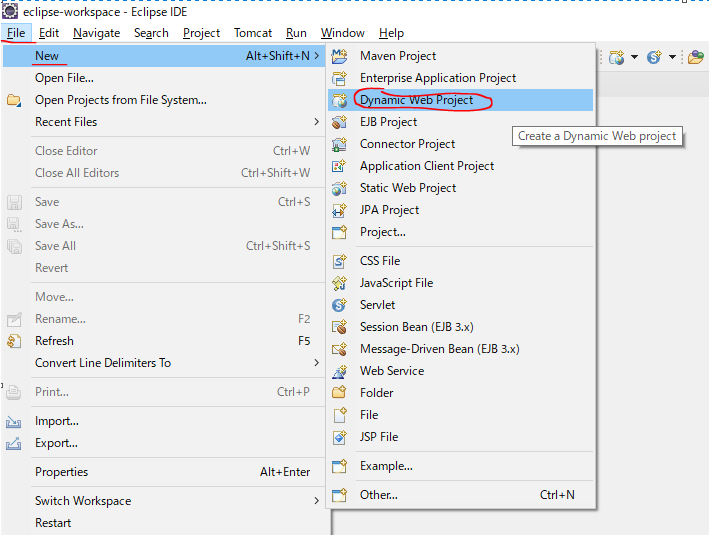 eclipse-workspace - Eclipse IDE
File Edit Navigate Search Project Tomcat Run Window Help
New Alt+Shift+N
Open File...
Open Projects from File System...
Recent Files
Close Editor Ctrl+W
Close All Editors Ctrl+Shift+W
Save Ctrl+S
Save As...
Save All Ctrl+Shift+S
Revert
Move...
Rename... F2
Refresh F5
Convert Line Delimiters To
Print... Ctrl+P
Import...
Export...
Properties Alt+Enter
Switch Workspace
Restart
Maven Project
Enterprise Application Project
Dynamic Web Project
EJB Project
Connector Project
Application Client Project
Static Web Project
JPA Project
Project...
CSS File
JavaScript File
Servlet
Session Bean (EJB 3.x)
Message-Driven Bean (EJB 3.x)
Web Service
Folder
File
JSP File
Example...
Other... Ctrl+N
Create a Dynamic Web project